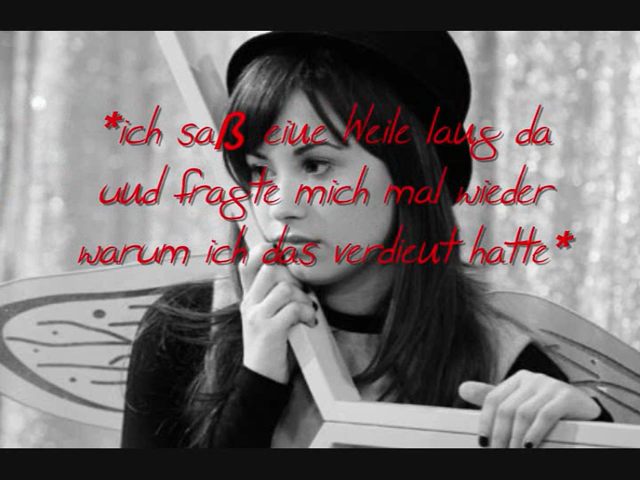 *ich saß eine Weile lang da
und fragte mich mal wieder
warum ich das verdient hatte*